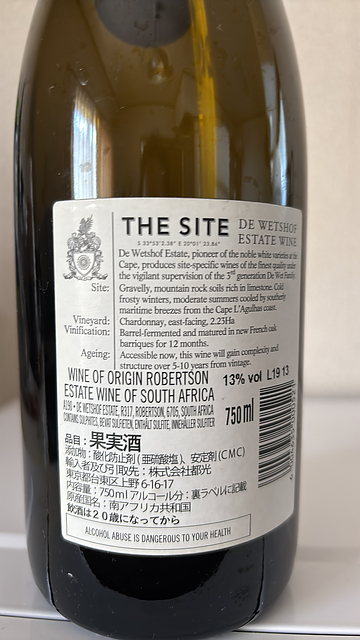 THE SITE DE WETSHOF
S 33°53'2.38" E 20°01' 23.86" ESTATE WINE
De Wetshof Estate, pioneer of the noble white varieties in the
Cape, produces site-specific wines of the finest quality under
the vigilant supervision of the 3rd generation De Wet Family.
Site: Gravelly, mountain rock soils rich in limestone. Cold
frosty winters, moderate summers cooled by southerly
maritime breezes from the Cape L'Agulhas coast.
Vineyard: Chardonnay, east-facing, 2.23Ha
Vinification: Barrel-fermented and matured in new French oak
barriques for 12 months.
Ageing: Accessible now, this wine will gain complexity and
structure over 5-10 years from vintage.
WINE OF ORIGIN ROBERTSON 13% vol L19 13
ESTATE WINE OF SOUTH AFRICA
DE WETSHOF ESTATE, R317, ROBERTSON, 6705, SOUTH AFRICA 750 ml
CONTAINS SULPHITES, BEVAT SULFIETEN, ENTHÄLT SULFITE, INNEHÅLLER SULFITER
品目：果実酒
添加物：酸化防止剤(亜硫酸塩)、安定剤(CMC)
輸入者及び引取先：株式会社都光
東京都台東区上野 6-16-17
内容量：750ml アルコール分：裏ラベルに記載
原産国名：南アフリカ共和国
飲酒は２０歳になってから
ALCOHOL ABUSE IS DANGEROUS TO YOUR HEALTH